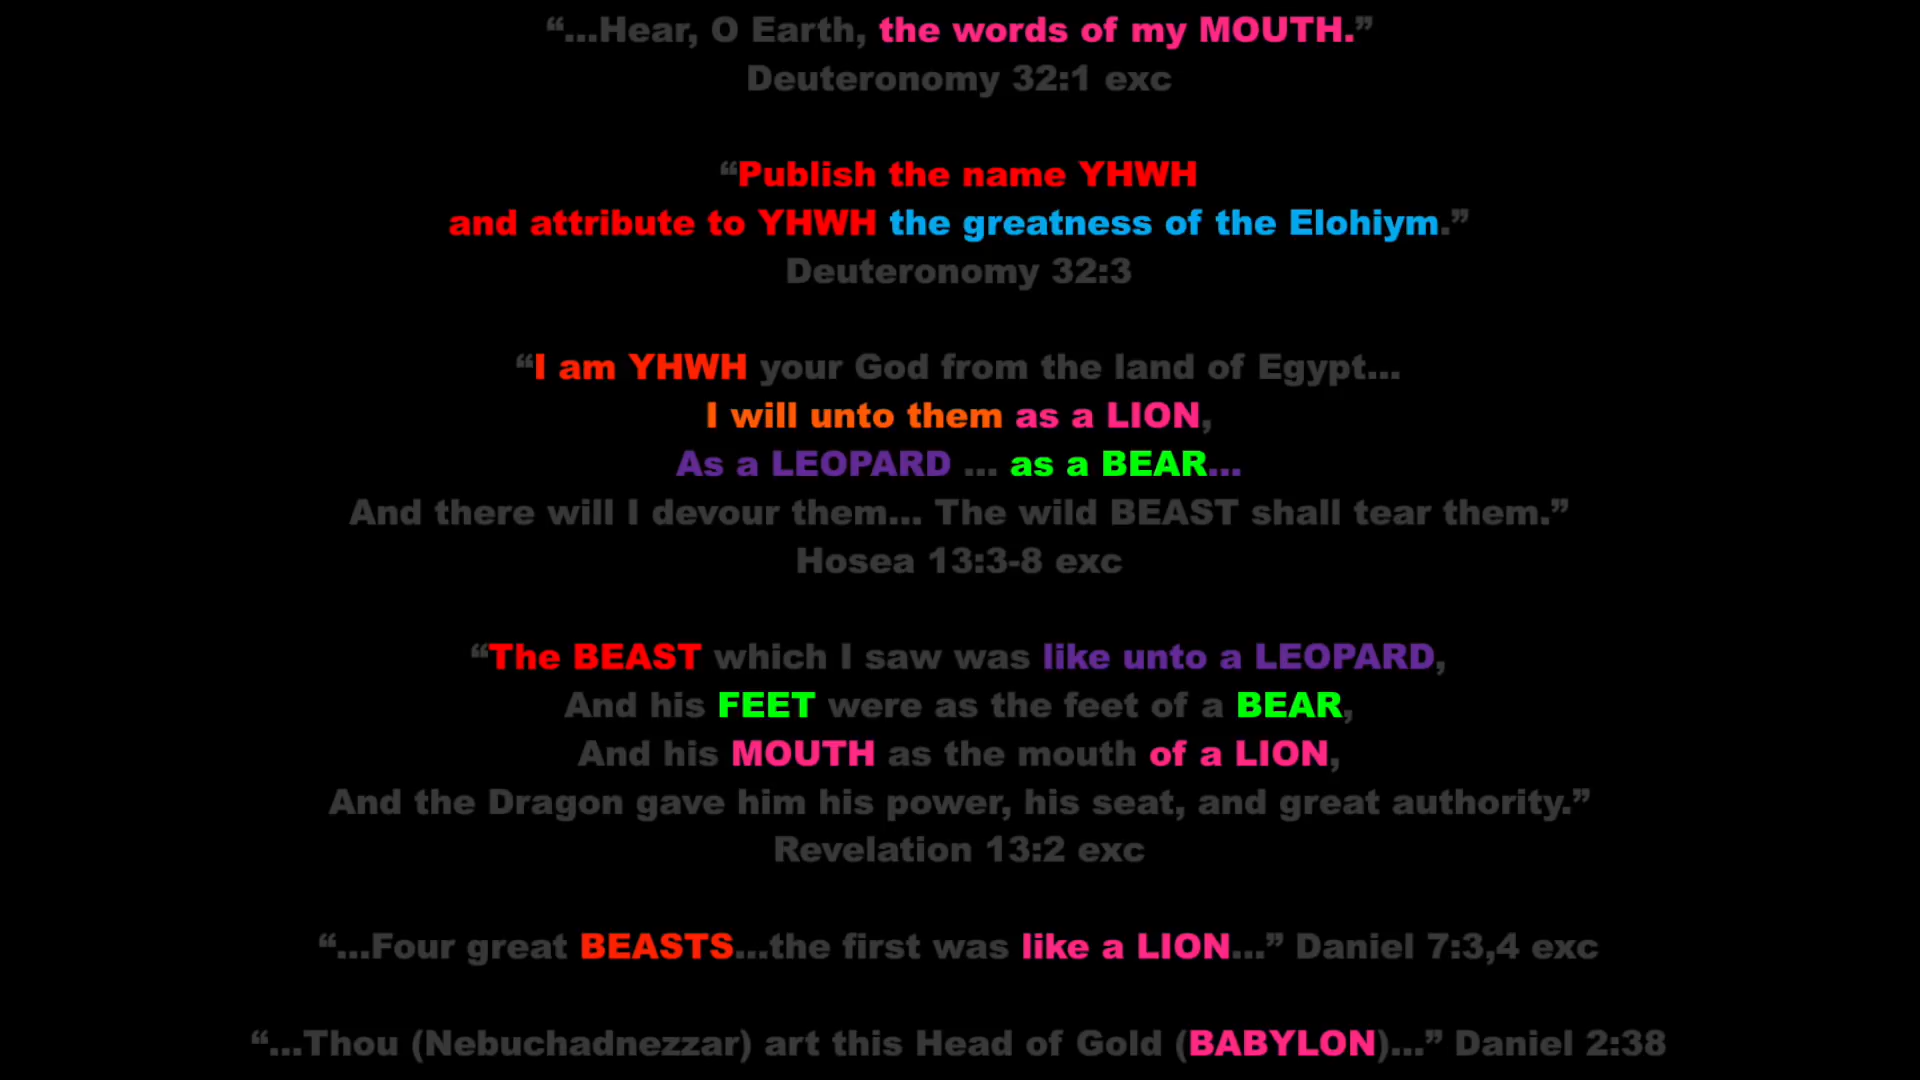 “...Hear, O Earth, the words of my MOUTH.”
Deuteronomy 32:1 exc
“Publish the name YHWH
and attribute to YHWH the greatness of the Elohiym.”
Deuteronomy 32:3
“I am YHWH your God from the land of Egypt...
I will unto them as a LION,
As a LEOPARD ... as a BEAR...
And there will I devour them... The wild BEAST shall tear them.”
Hosea 13:3-8 exc
“The BEAST which I saw was like unto a LEOPARD,
And his FEET were as the feet of a BEAR,
And his MOUTH as the mouth of a LION,
And the Dragon gave him his power, his seat, and great authority.”
Revelation 13:2 exc
“...Four great BEASTS...the first was like a LION...” Daniel 7:3,4 exc
“...Thou (Nebuchadnezzar) art this Head of Gold (BABYLON)...” Daniel 2:38